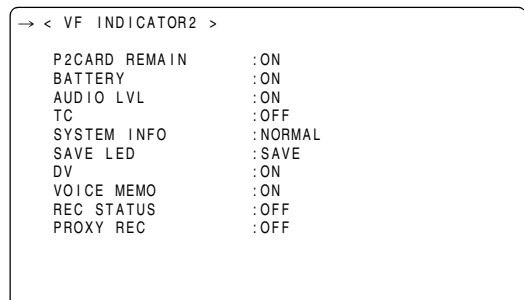 → < VF INDICATOR2 >
P2CARD REMAIN :ON
BATTERY :ON
AUDIO LVL :ON
TC :OFF
SYSTEM INFO :NORMAL
SAVE LED :SAVE
DV :ON
VOICE MEMO :ON
REC STATUS :OFF
PROXY REC :OFF